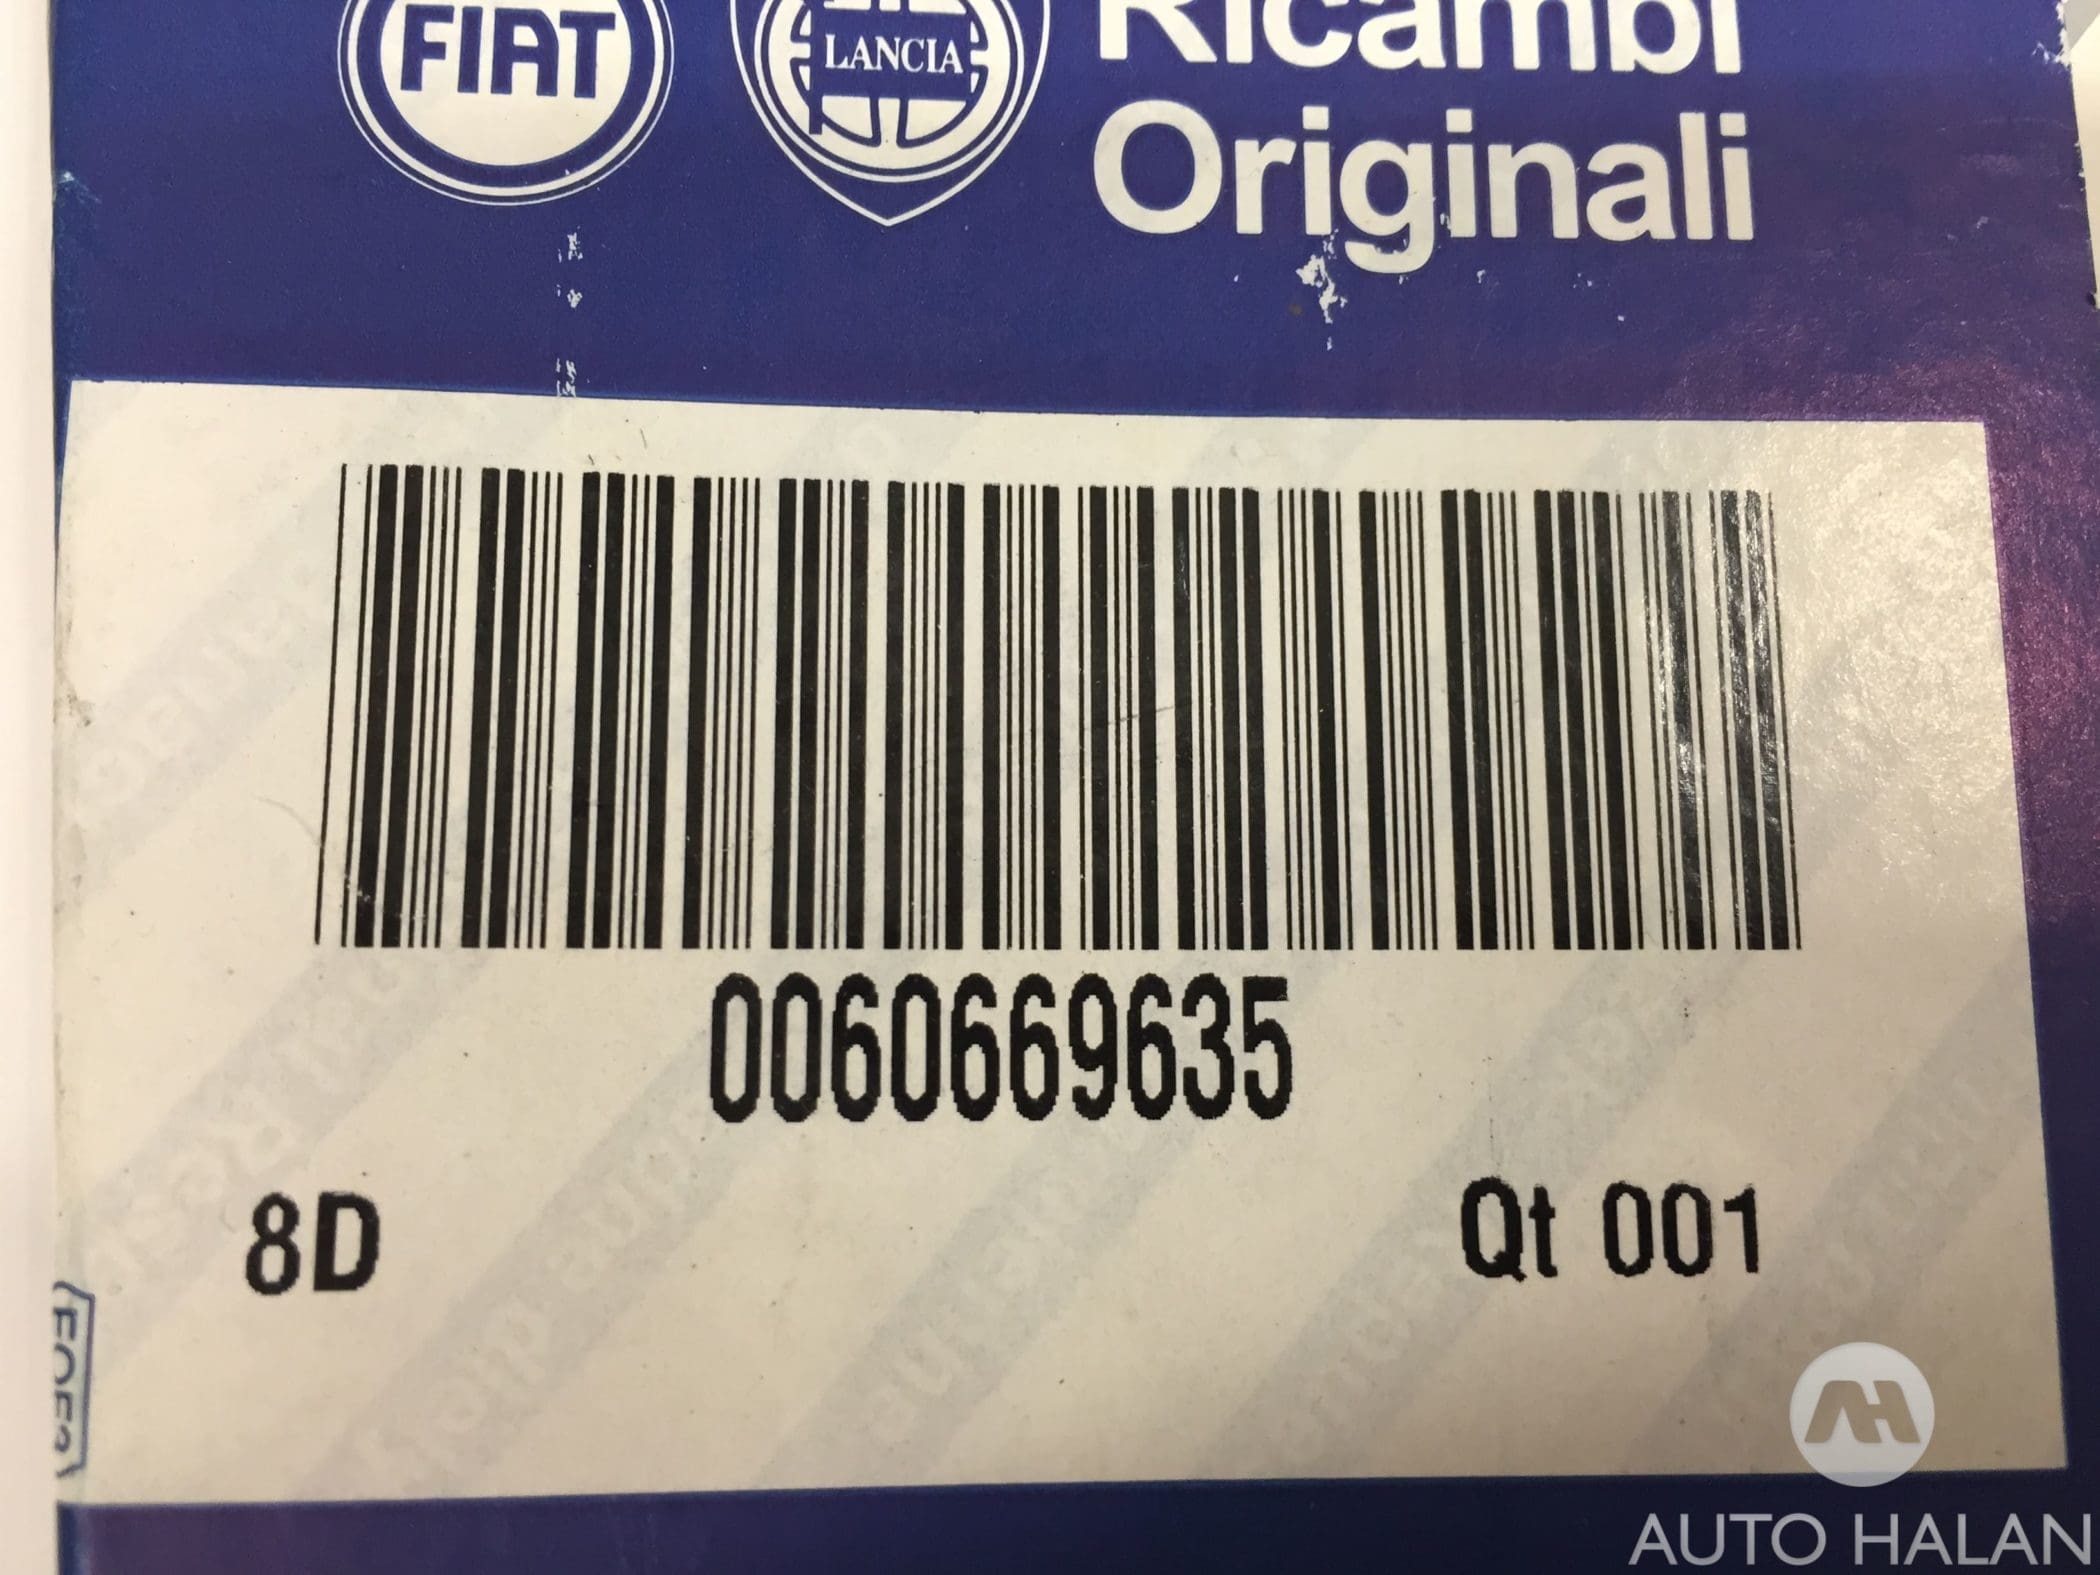 FIAT
LANCIA
Ricambi
Originali
0060669635
8D
Qt 001
AUTO HALAN